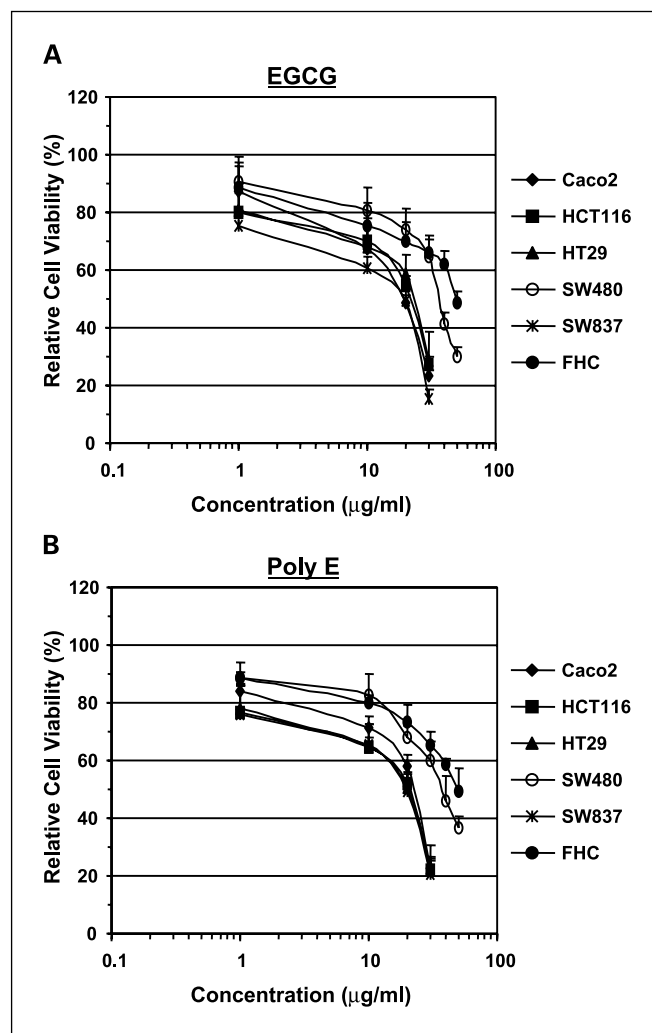 A
EGCG
120
100
80
60
40
20
0
Relative Cell Viability (%)
0.1 1 10 100
Concentration (μg/ml)
Caco2
HCT116
HT29
SW480
SW837
FHC
B
Poly E
120
100
80
60
40
20
0
Relative Cell Viability (%)
0.1 1 10 100
Concentration (μg/ml)
Caco2
HCT116
HT29
SW480
SW837
FHC